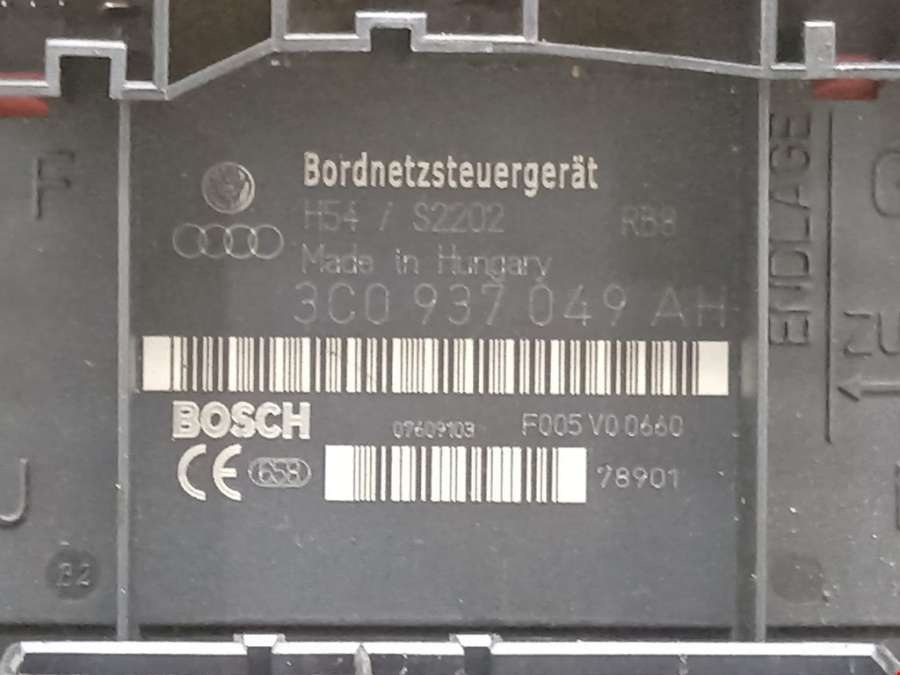 Bordnetzsteuergerät
H54 / S2202 RB8
Made in Hungary
3C0 937 049 AH
BOSCH 07609103 F005 V0 0660
CE 658 78901
F
ENDLAGE
ZU
J
B2